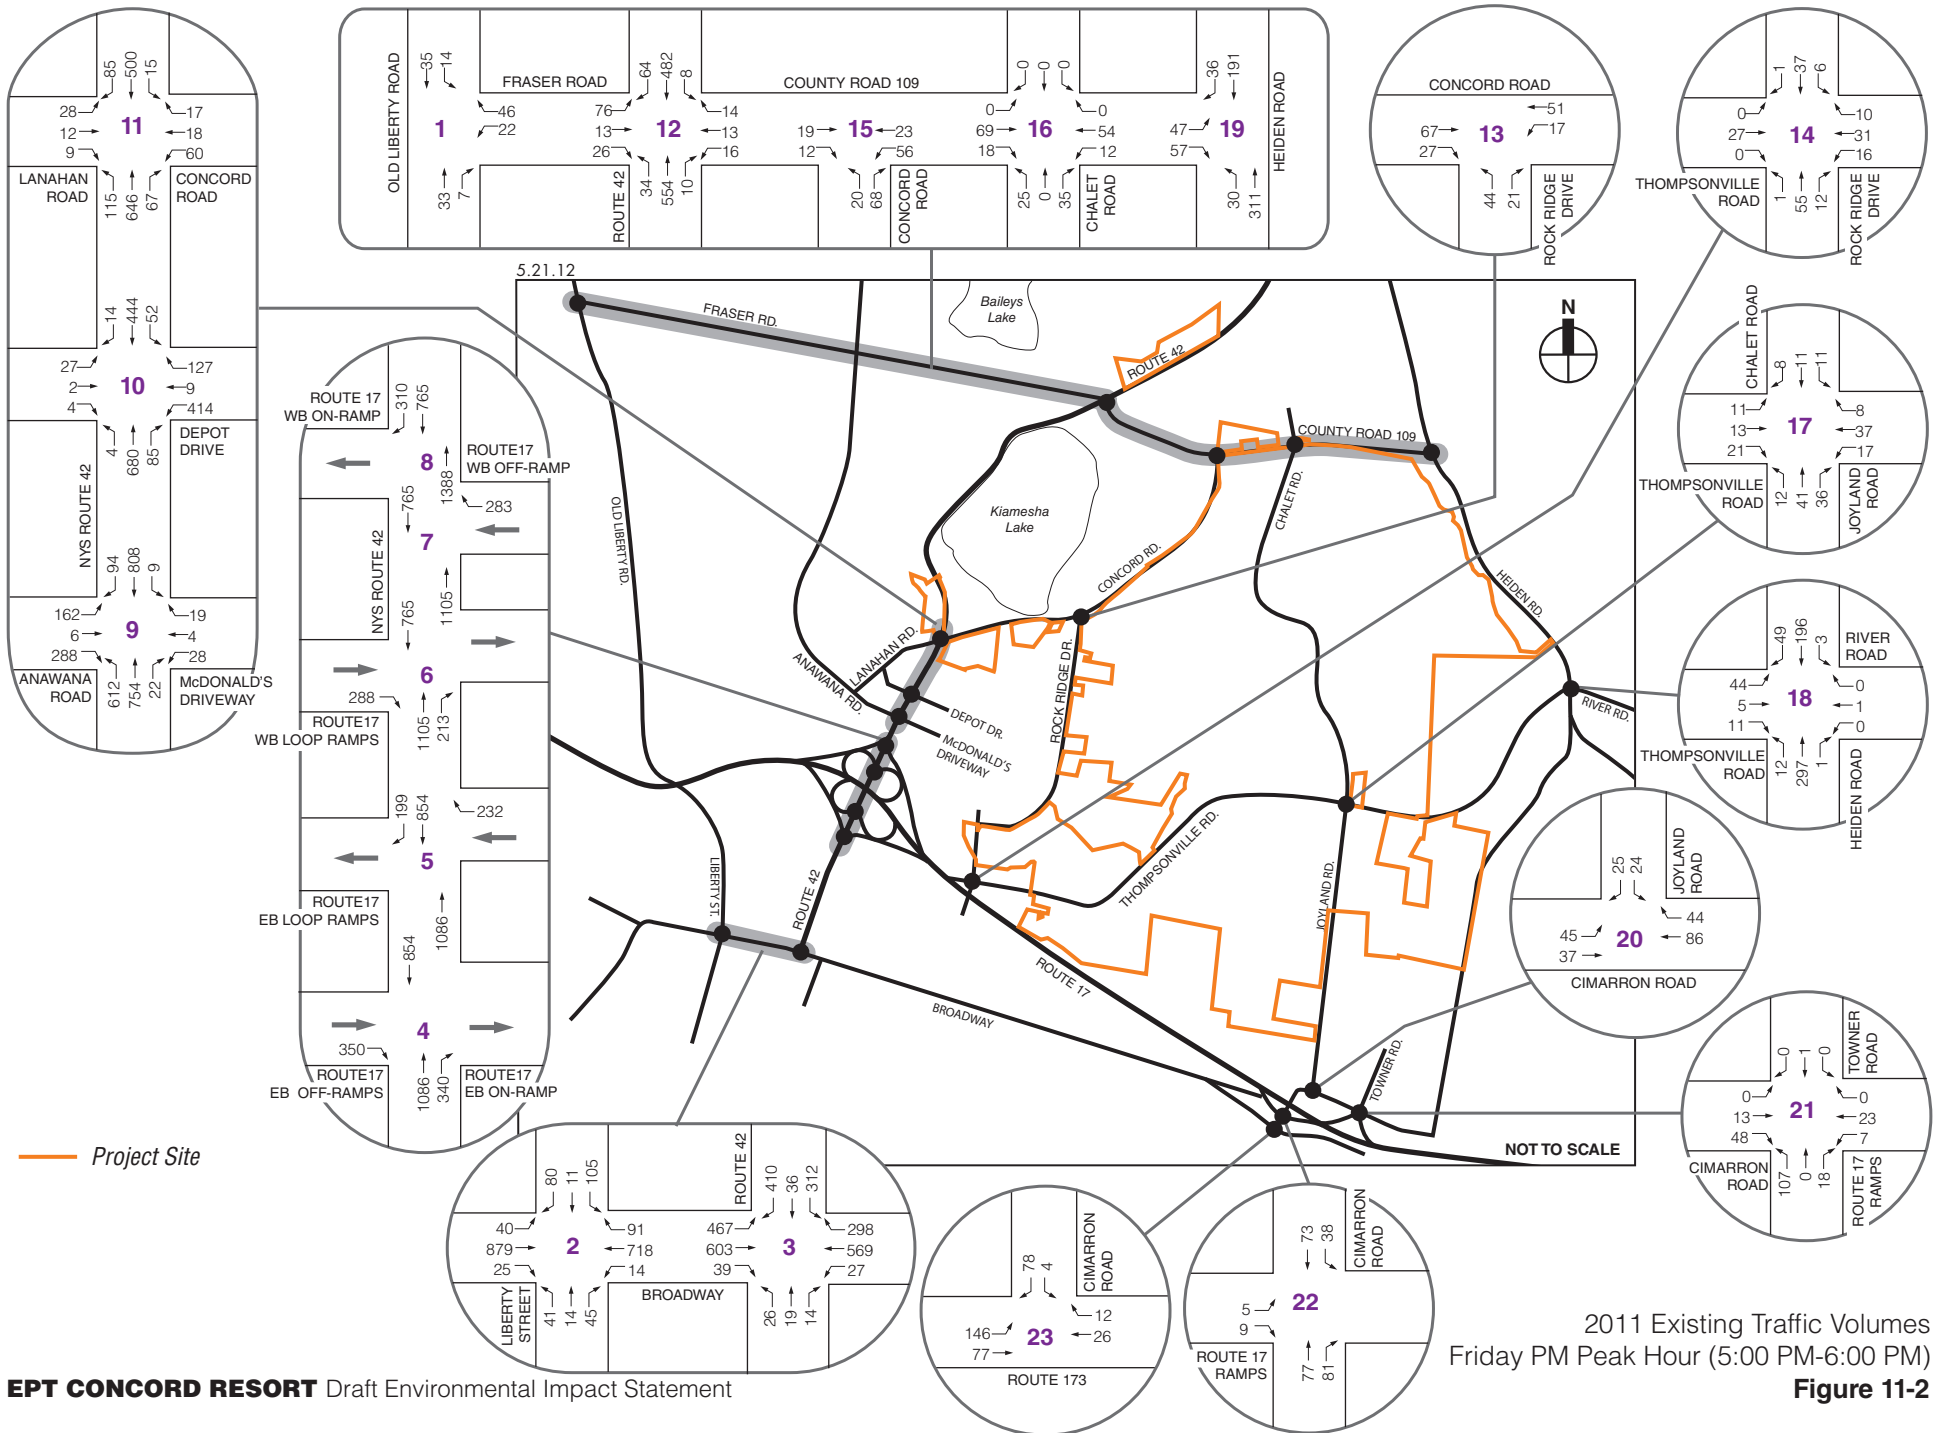 85
500
15
28
12
9
11
17
18
60
LANAHAN
ROAD
CONCORD
ROAD
115
646
67
14
444
52
27
2
4
10
127
9
414
NYS ROUTE 42
DEPOT
DRIVE
4
680
85
94
808
9
162
6
288
9
19
4
28
ANAWANA
ROAD
McDONALD'S
DRIVEWAY
612
754
22
OLD LIBERTY ROAD
35
14
FRASER ROAD
1
46
22
33
7
64
482
8
76
13
26
12
14
13
16
ROUTE 42
34
554
10
COUNTY ROAD 109
19
12
15
23
56
20
68
CONCORD
ROAD
0
0
0
0
69
18
16
0
54
12
25
0
35
CHALET
ROAD
36
191
47
57
19
30
311
HEIDEN ROAD
CONCORD ROAD
67
27
13
51
17
44
21
ROCK RIDGE
DRIVE
1
37
6
0
27
0
14
10
31
16
THOMPSONVILLE
ROAD
1
55
12
ROCK RIDGE
DRIVE
CHALET ROAD
8
11
11
11
13
21
17
8
37
17
THOMPSONVILLE
ROAD
12
41
36
JOYLAND
ROAD
49
196
3
RIVER
ROAD
44
5
11
18
0
1
0
THOMPSONVILLE
ROAD
12
297
1
HEIDEN ROAD
25
24
JOYLAND
ROAD
45
37
20
44
86
CIMARRON ROAD
0
1
0
TOWNER
ROAD
0
13
48
21
0
23
7
CIMARRON
ROAD
107
0
18
ROUTE 17
RAMPS
ROUTE 17
WB ON-RAMP
310
765
8
1388
ROUTE17
WB OFF-RAMP
283
765
7
NYS ROUTE 42
765
1105
6
288
1105
213
ROUTE17
WB LOOP RAMPS
199
854
232
5
ROUTE17
EB LOOP RAMPS
1086
854
4
350
1086
340
ROUTE17
EB OFF-RAMPS
ROUTE17
EB ON-RAMP
80
11
105
40
879
25
2
91
718
14
LIBERTY
STREET
41
14
45
BROADWAY
ROUTE 42
410
36
312
467
603
39
3
298
569
27
26
19
14
78
4
CIMARRON
ROAD
146
77
23
12
26
ROUTE 173
73
38
CIMARRON
ROAD
5
9
22
ROUTE 17
RAMPS
77
81
5.21.12
FRASER RD.
Baileys
Lake
ROUTE 42
N
COUNTY ROAD 109
Kiamesha
Lake
CHALET RD.
OLD LIBERTY RD.
CONCORD RD.
HEIDEN RD
LANAHAN RD.
ANAWANA RD.
ROCK RIDGE DR.
DEPOT DR.
McDONALD'S
DRIVEWAY
RIVER RD.
THOMPSONVILLE RD.
LIBERTY ST.
ROUTE 42
JOYLAND RD.
ROUTE 17
BROADWAY
TOWNER RD.
NOT TO SCALE
Project Site
2011 Existing Traffic Volumes
Friday PM Peak Hour (5:00 PM-6:00 PM)
EPT CONCORD RESORT Draft Environmental Impact Statement
Figure 11-2
1105